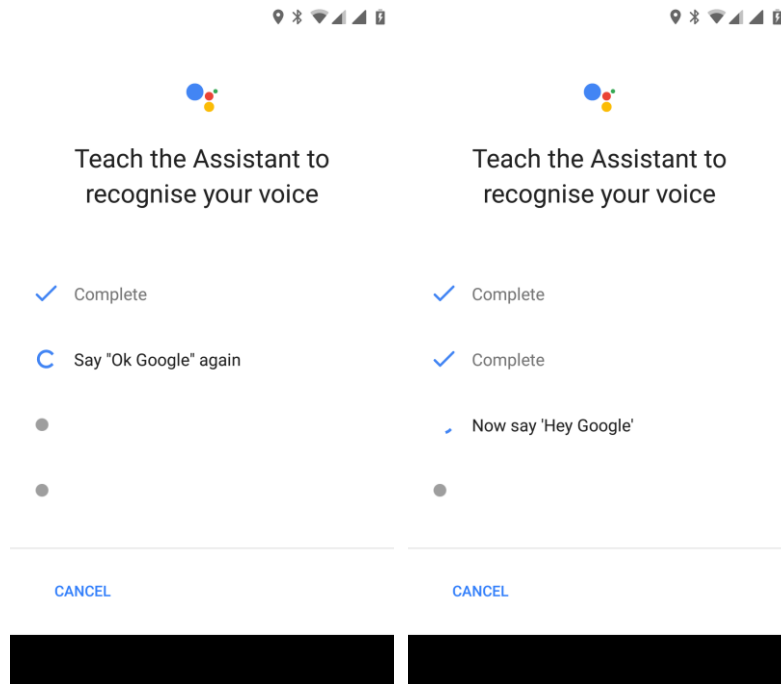 Teach the Assistant to
recognise your voice
Complete
Say "Ok Google" again
CANCEL
Teach the Assistant to
recognise your voice
Complete
Complete
Now say 'Hey Google'
CANCEL